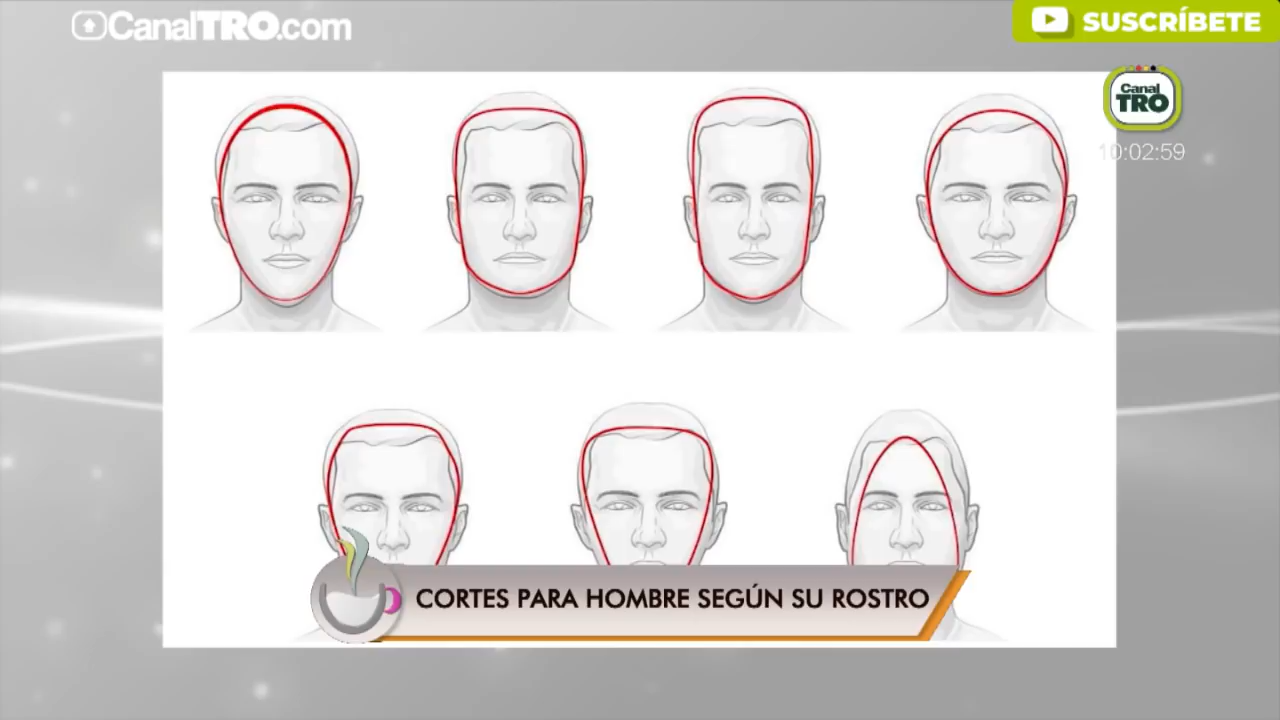 CanalTRO.com
SUSCRÍBETE
Canal
TRO
10:02:59
CORTES PARA HOMBRE SEGÚN SU ROSTRO